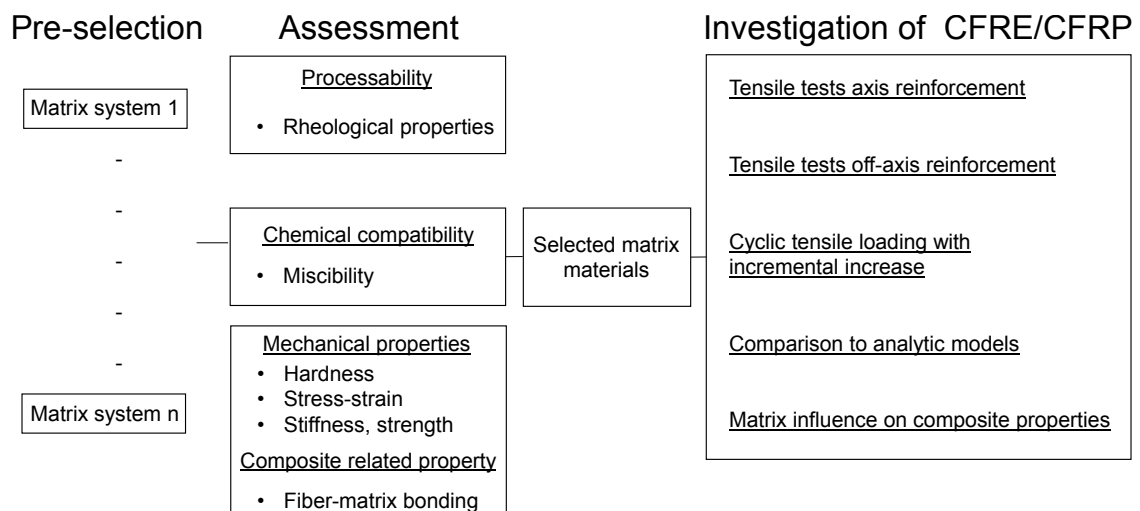 Pre-selection
Assessment
Investigation of CFRE/CFRP
Matrix system 1
-
-
-
-
-
Matrix system n
Processability
• Rheological properties
Chemical compatibility
• Miscibility
Mechanical properties
• Hardness
• Stress-strain
• Stiffness, strength
Composite related property
• Fiber-matrix bonding
Selected matrix
materials
Tensile tests axis reinforcement
Tensile tests off-axis reinforcement
Cyclic tensile loading with
incremental increase
Comparison to analytic models
Matrix influence on composite properties